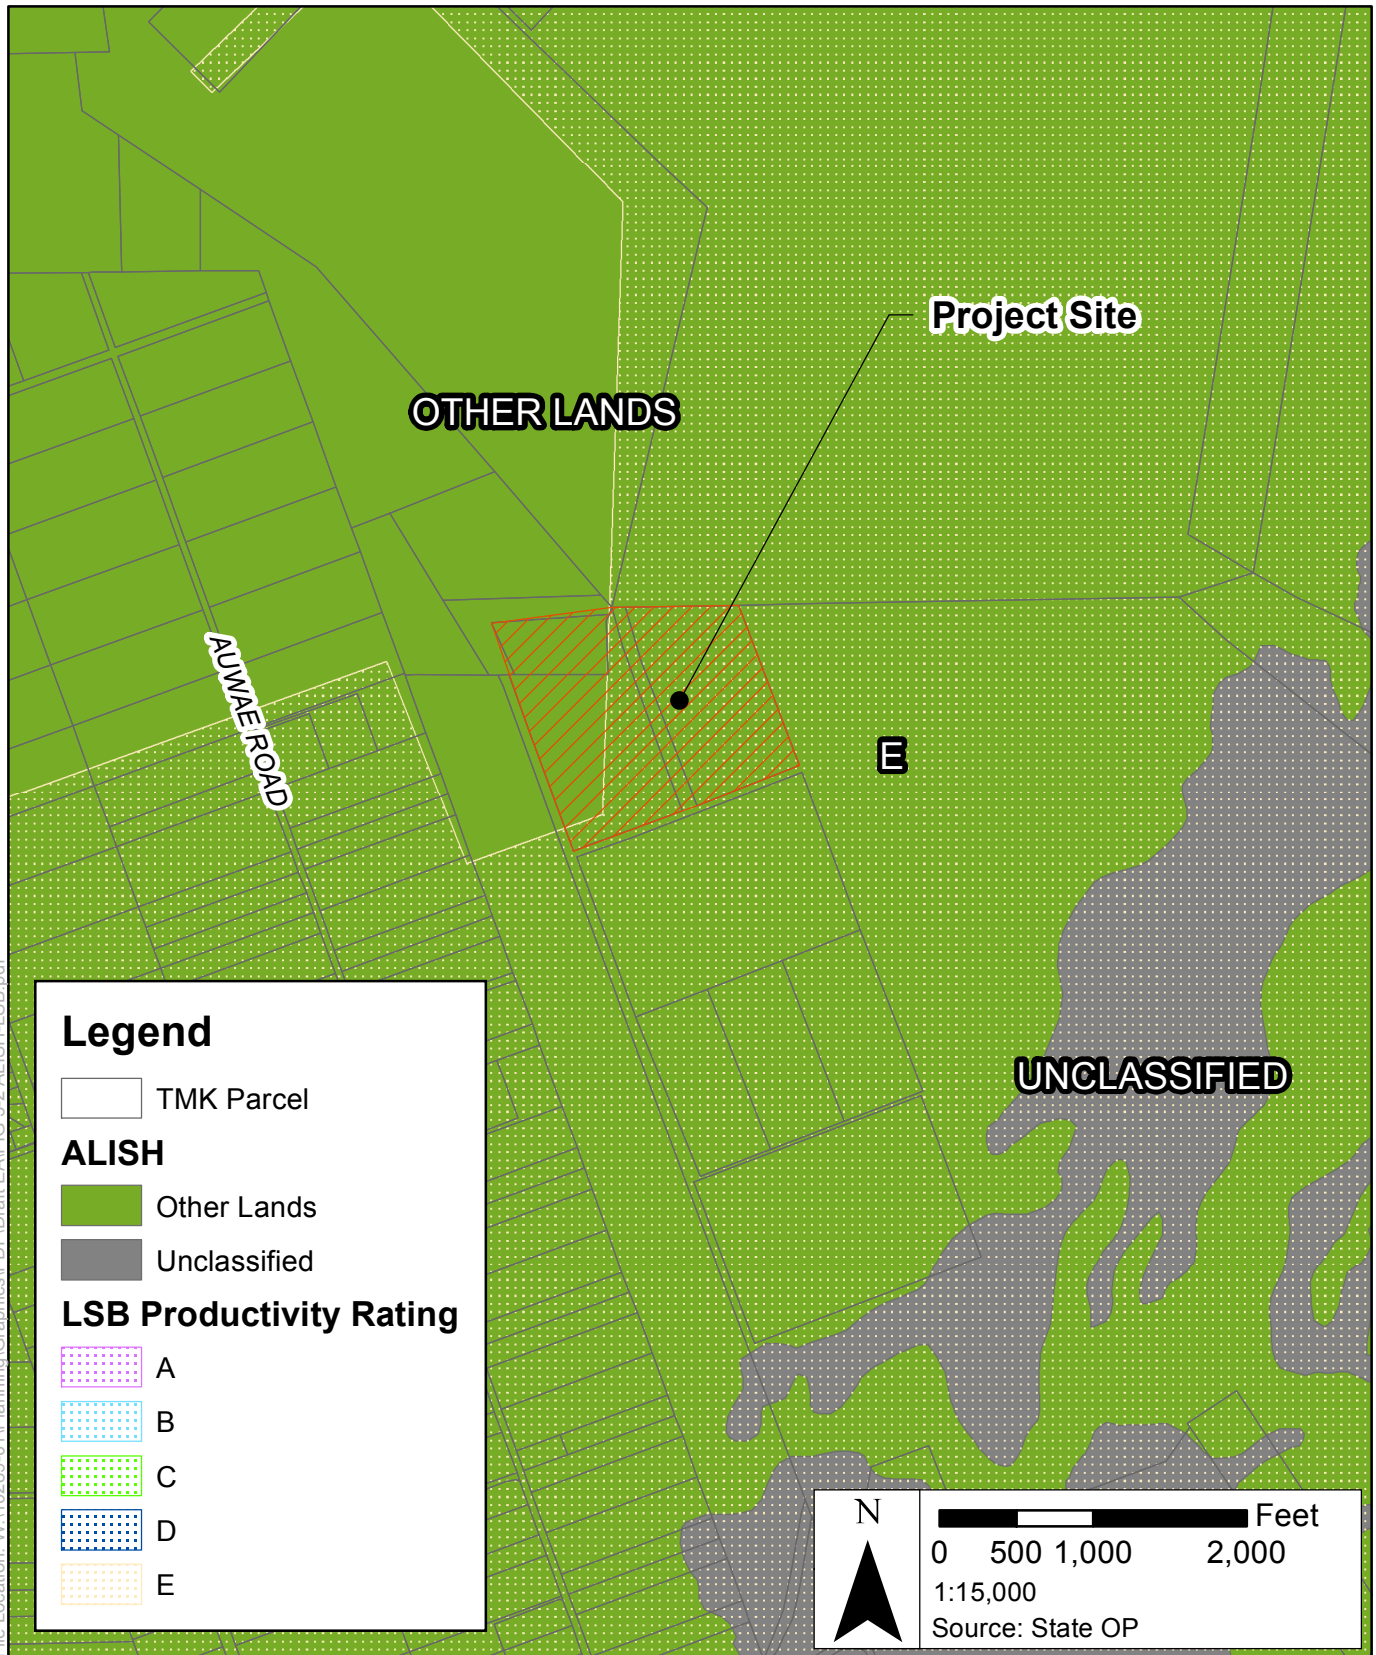 Project Site
OTHER LANDS
AUWAE ROAD
E
UNCLASSIFIED
Legend
TMK Parcel
ALISH
Other Lands
Unclassified
LSB Productivity Rating
A
B
C
D
E
N
Feet
0 500 1,000 2,000
1:15,000
Source: State OP